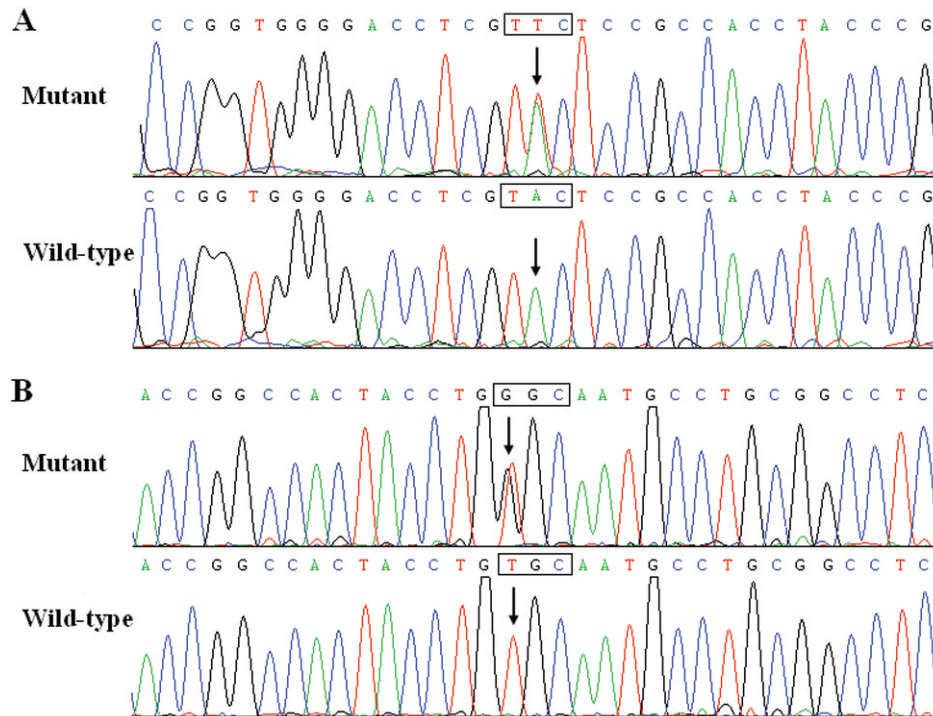 A
C C G G T G G G G A C C T C G T T C T C C G C C A C C T A C C C G
Mutant
C C G G T G G G G A C C T C G T A C T C C G C C A C C T A C C C G
Wild-type
B
A C C G G C C A C T A C C T G G G C A A T G C C T G C G G C C T C
Mutant
A C C G G C C A C T A C C T G T G C A A T G C C T G C G G C C T C
Wild-type